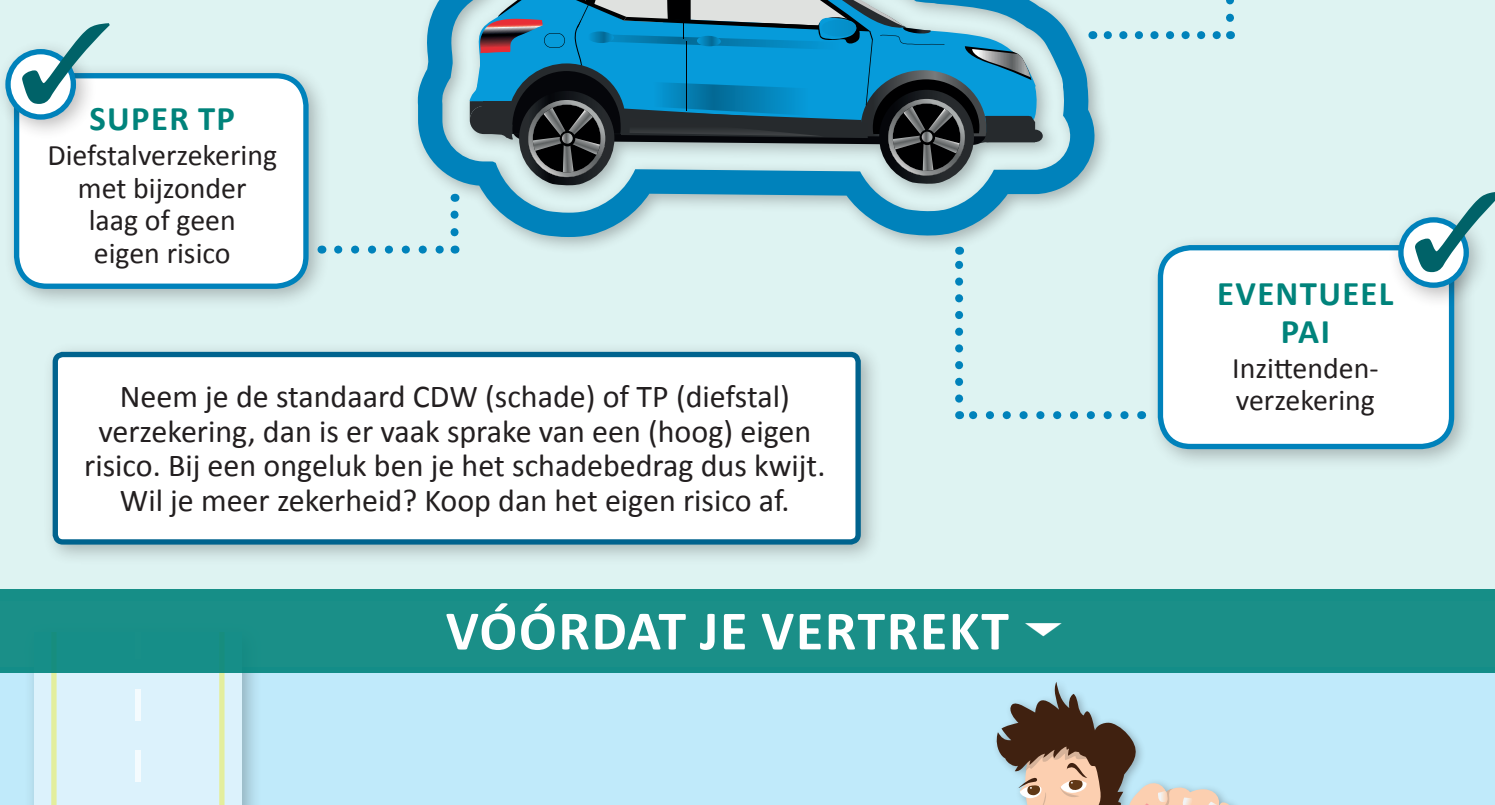 SUPER TP
Diefstalverzekering
met bijzonder
laag of geen
eigen risico
EVENTUEEL
PAI
Inzittenden-
verzekering
Neem je de standaard CDW (schade) of TP (diefstal)
verzekering, dan is er vaak sprake van een (hoog) eigen
risico. Bij een ongeluk ben je het schadebedrag dus kwijt.
Wil je meer zekerheid? Koop dan het eigen risico af.
VÓÓRDAT JE VERTREKT